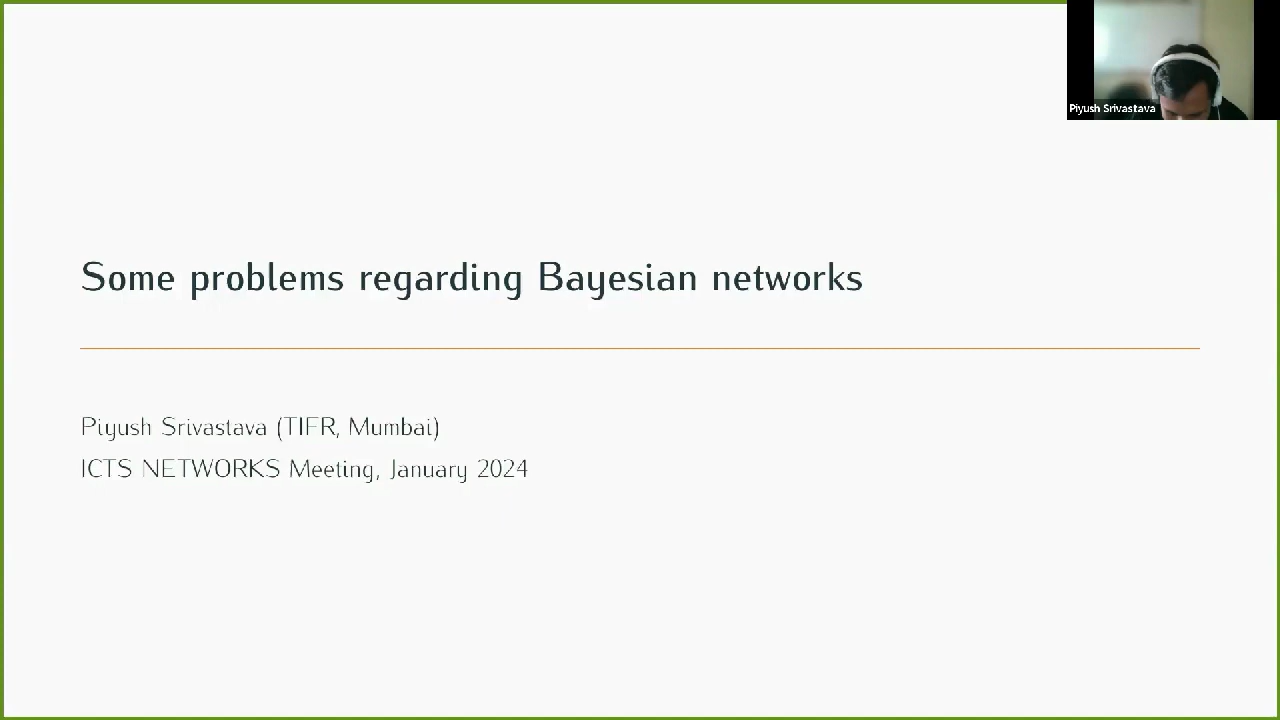 Piyush Srivastava
Some problems regarding Bayesian networks
Piyush Srivastava (TIFR, Mumbai)
ICTS NETWORKS Meeting, January 2024